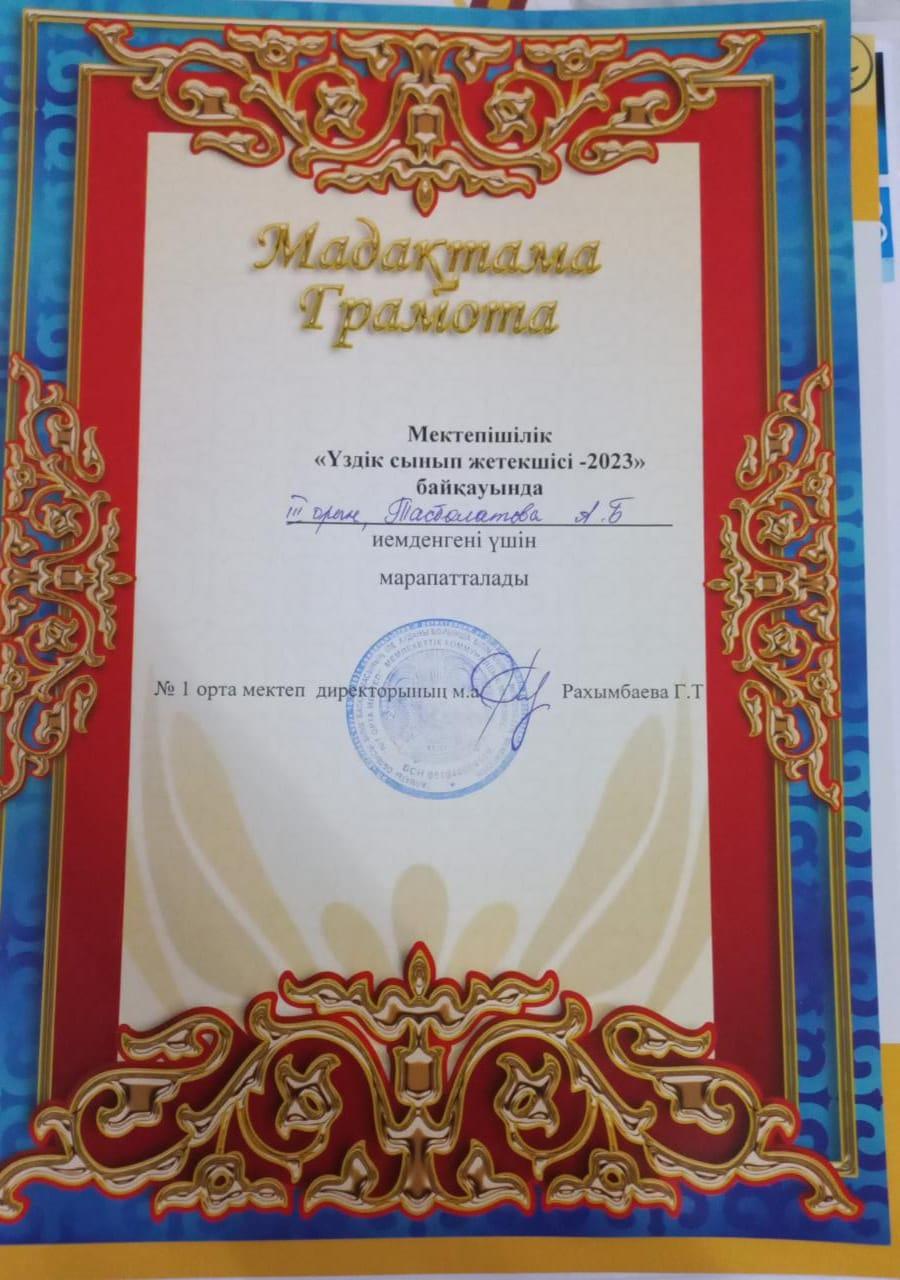 Мадақтама
Грамота
Мектепішілік
«Үздік сынып жетекшісі -2023»
байқауында
III орын, Тасболатова А.Б
иемденгені үшін
марапатталады
№ 1 орта мектеп директорының м.а Рахымбаева Г.Т